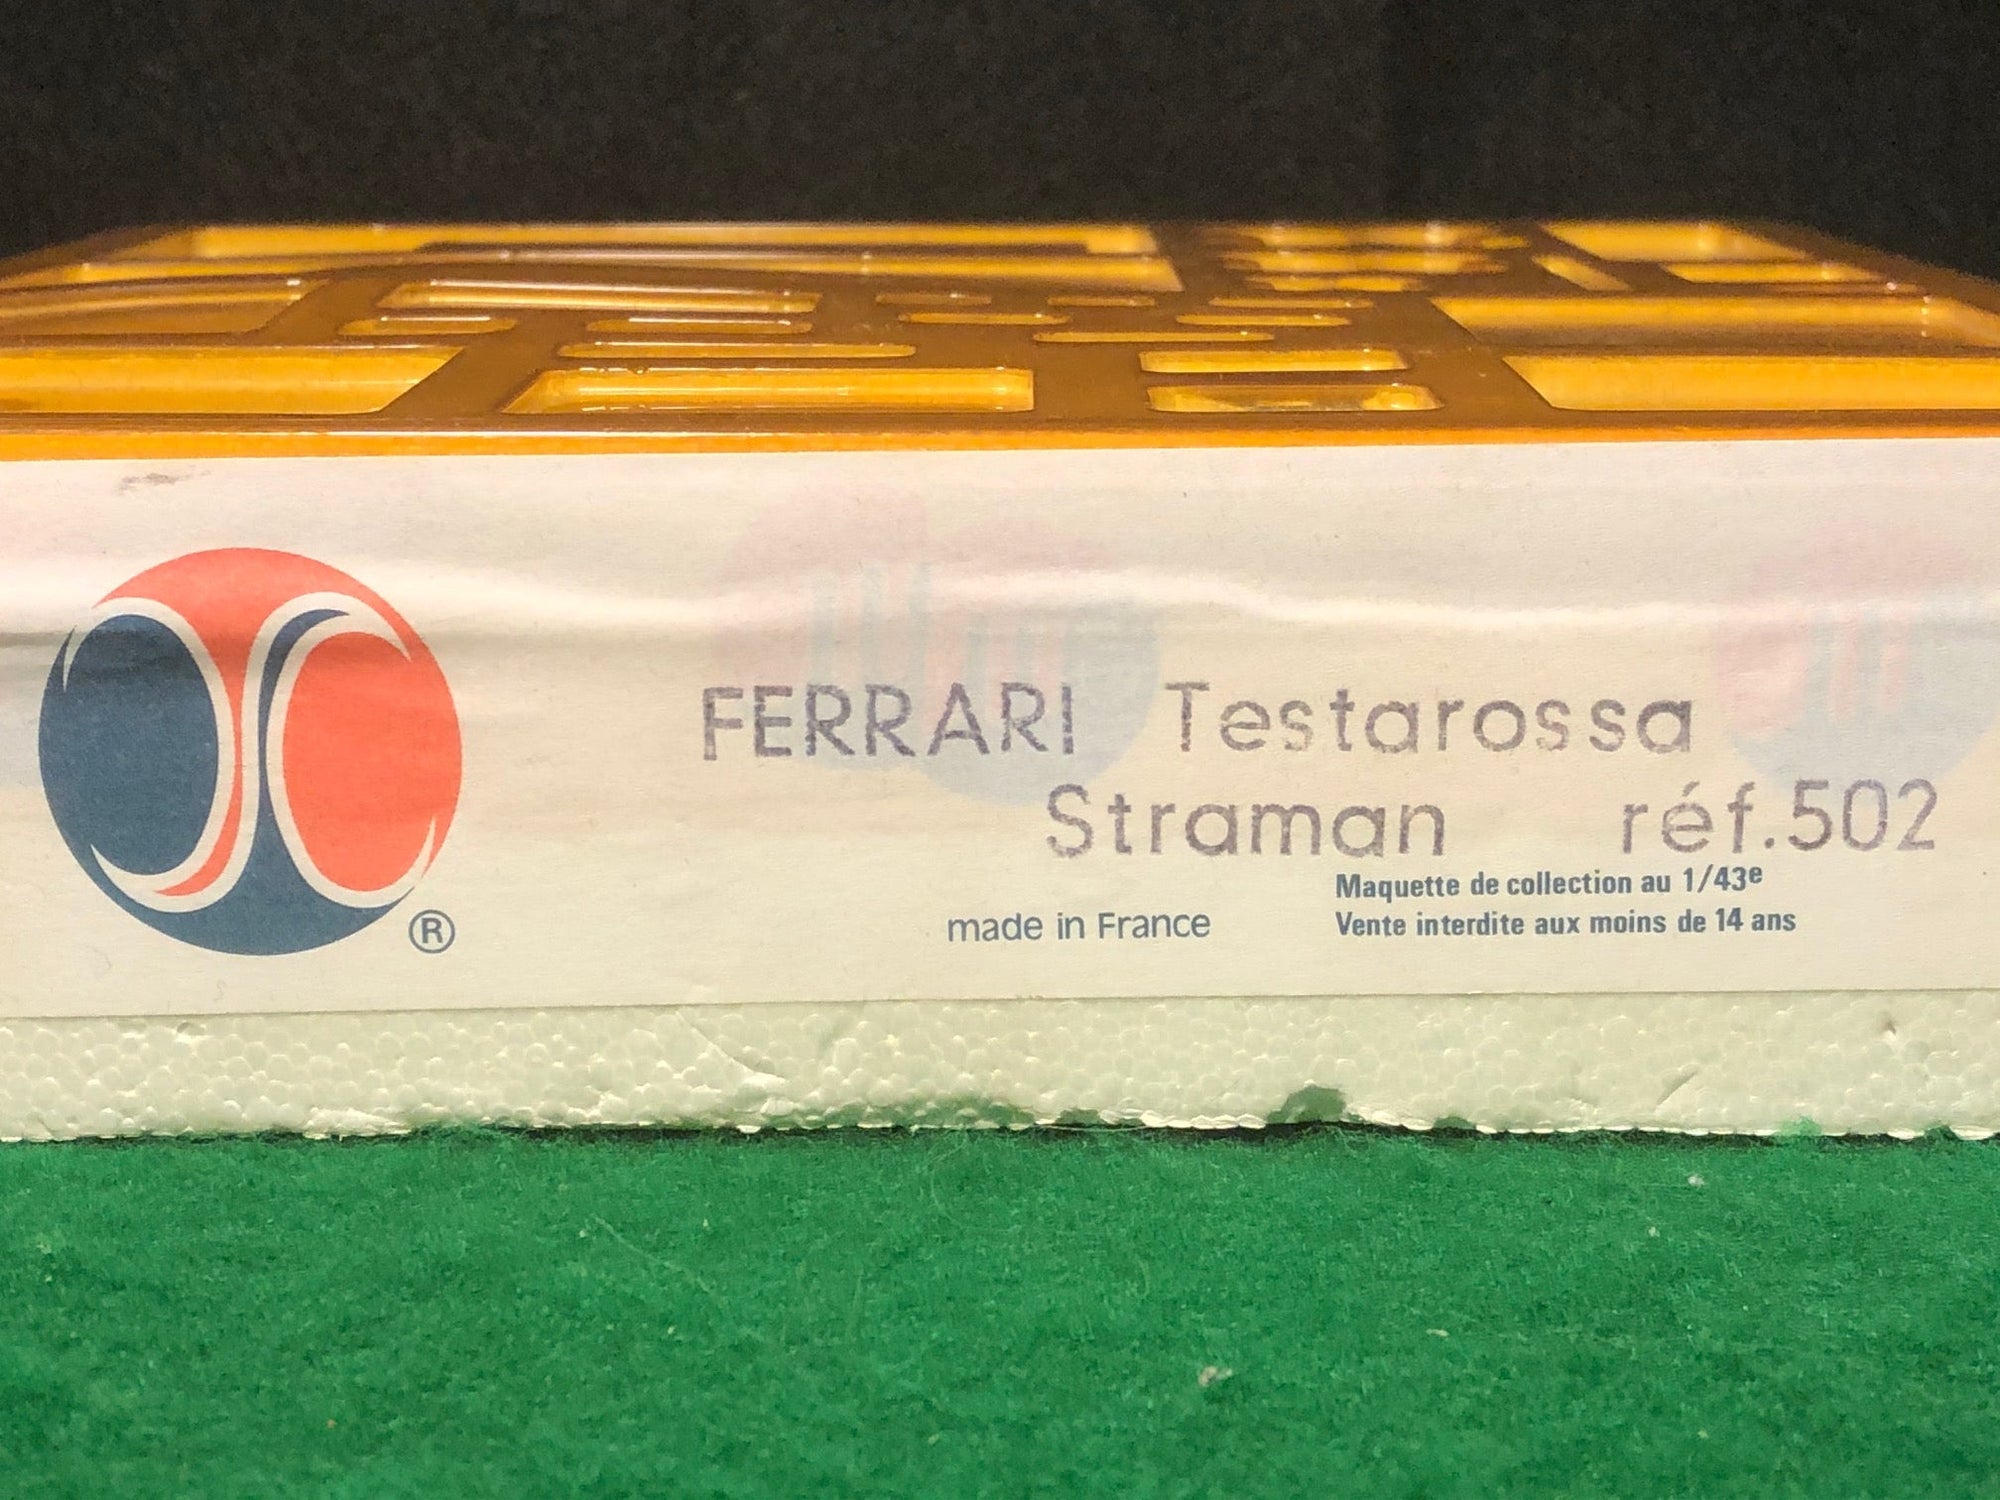 FERRARI Testarossa
Straman réf.502
Maquette de collection au 1/43e
made in France Vente interdite aux moins de 14 ans
®